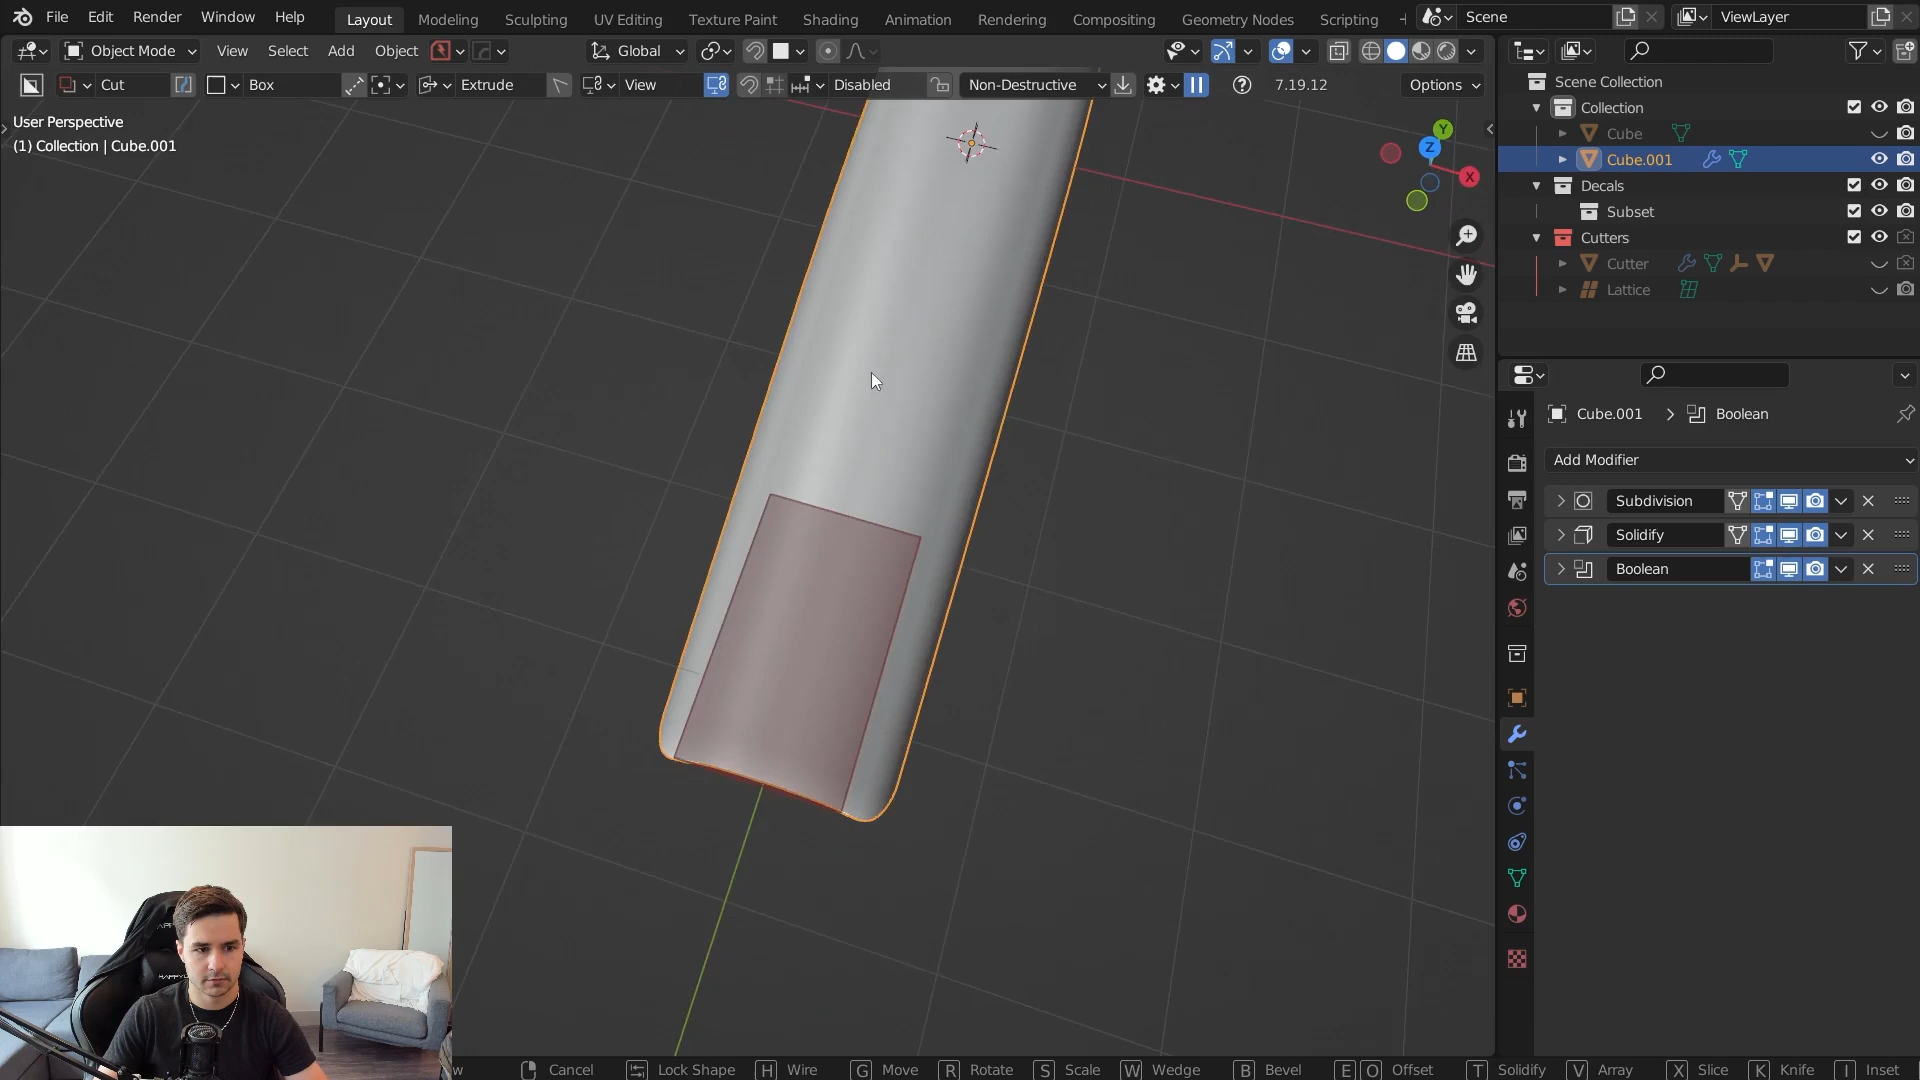 File Edit Render Window Help Layout Modeling Sculpting UV Editing Texture Paint Shading Animation Rendering Compositing Geometry Nodes Scripting + Scene ViewLayer
Object Mode View Select Add Object Global
Cut Box Extrude View Disabled Non-Destructive 7.19.12 Options
User Perspective
(1) Collection | Cube.001
Y
Z
X
Scene Collection
Collection
Cube
Cube.001
Decals
Subset
Cutters
Cutter
Lattice
Cube.001 > Boolean
Add Modifier
Subdivision
Solidify
Boolean
Cancel Lock Shape H Wire G Move R Rotate S Scale W Wedge B Bevel E O Offset T Solidify V Array X Slice K Knife I Inset